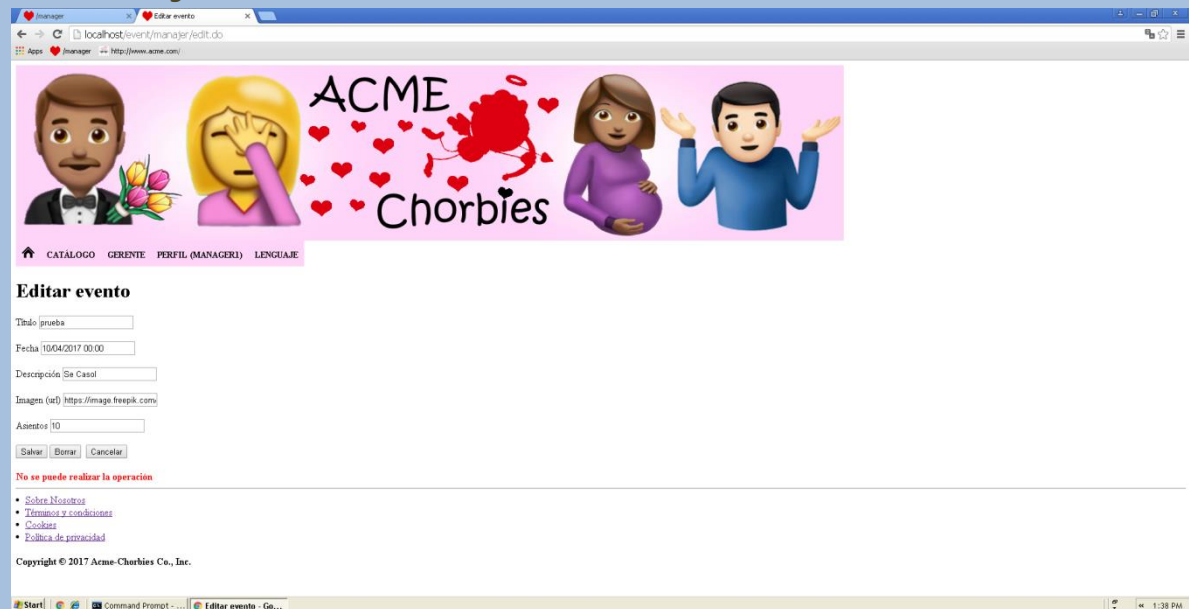 /manager
Editar evento
localhost/event/manajer/edit.do
Apps /manager http://www.acme.com/
ACME
Chorbies
CATÁLOGO GERENTE PERFIL (MANAGER1) LENGUAJE
Editar evento
Título prueba
Fecha 10/04/2017 00:00
Descripción Se Casol
Imagen (url) https://image.freepik.com/
Asientos 10
Salvar Borrar Cancelar
No se puede realizar la operación
Sobre Nosotros
Términos y condiciones
Cookies
Política de privacidad
Copyright © 2017 Acme-Chorbies Co., Inc.
Start Command Prompt - ... Editar evento - Go... 1:38 PM